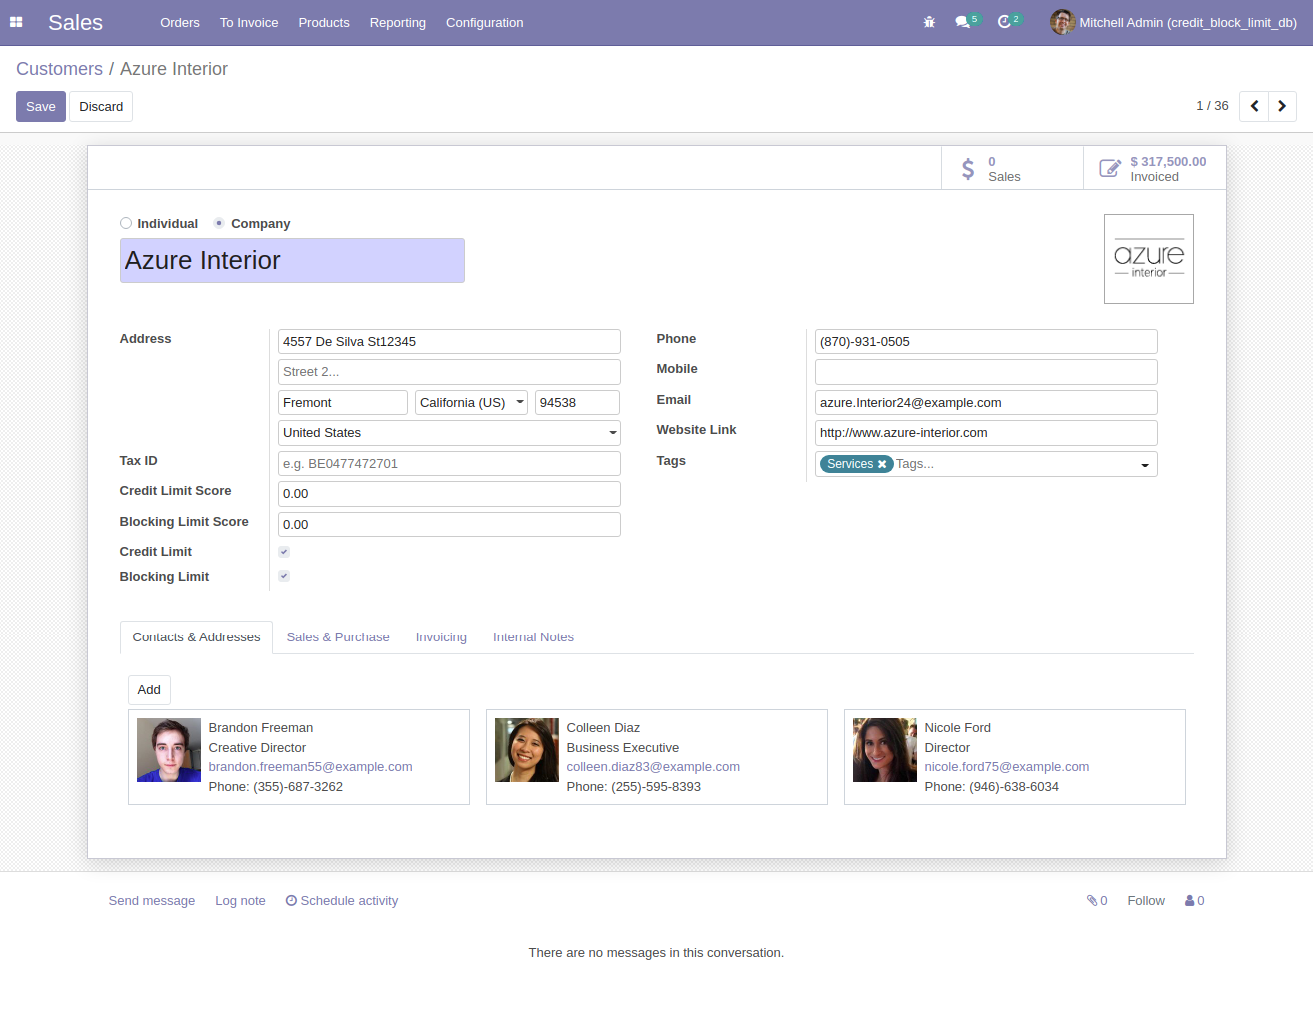 Sales Orders To Invoice Products Reporting Configuration 5 2 Mitchell Admin (credit_block_limit_db)
Customers / Azure Interior
Save Discard 1 / 36
0
Sales
$ 317,500.00
Invoiced
Individual Company
Azure Interior
azure
interior
Address 4557 De Silva St12345
Street 2...
Fremont California (US) 94538
United States
Tax ID e.g. BE0477472701
Credit Limit Score 0.00
Blocking Limit Score 0.00
Credit Limit
Blocking Limit
Phone (870)-931-0505
Mobile
Email azure.Interior24@example.com
Website Link http://www.azure-interior.com
Tags Services Tags...
Contacts & Addresses Sales & Purchase Invoicing Internal Notes
Add
Brandon Freeman
Creative Director
brandon.freeman55@example.com
Phone: (355)-687-3262
Colleen Diaz
Business Executive
colleen.diaz83@example.com
Phone: (255)-595-8393
Nicole Ford
Director
nicole.ford75@example.com
Phone: (946)-638-6034
Send message Log note Schedule activity 0 Follow 0
There are no messages in this conversation.